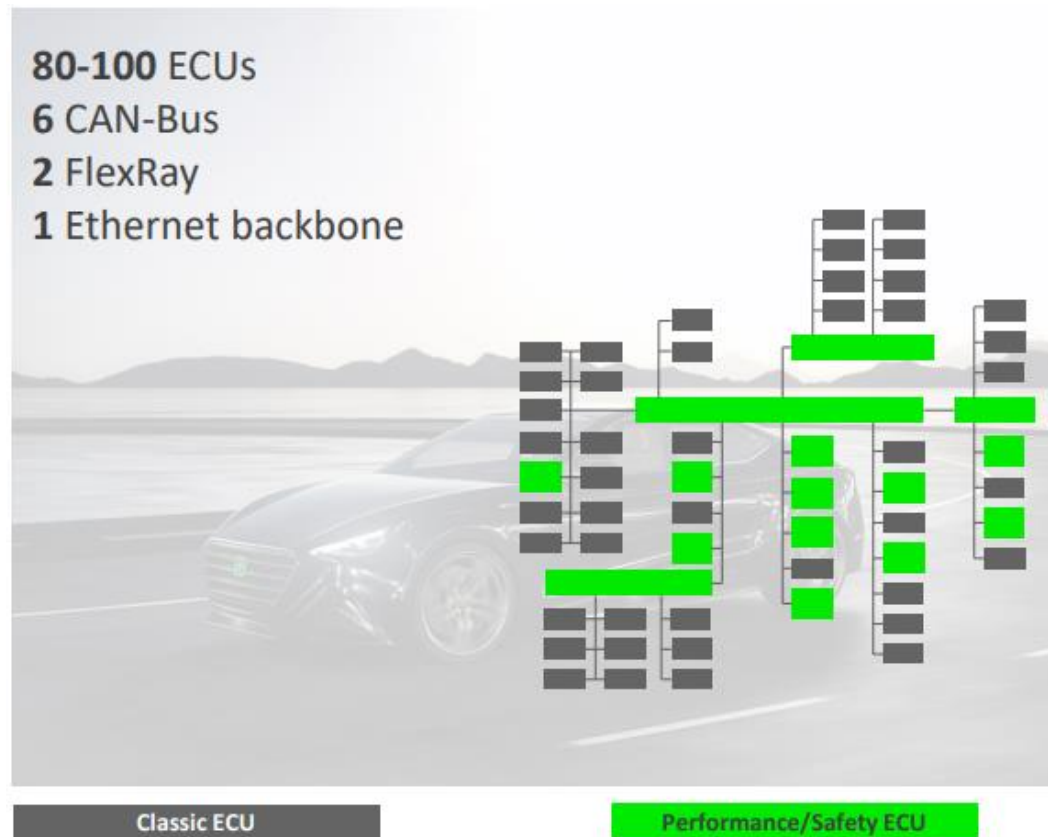 80-100 ECUs
6 CAN-Bus
2 FlexRay
1 Ethernet backbone
Classic ECU
Performance/Safety ECU